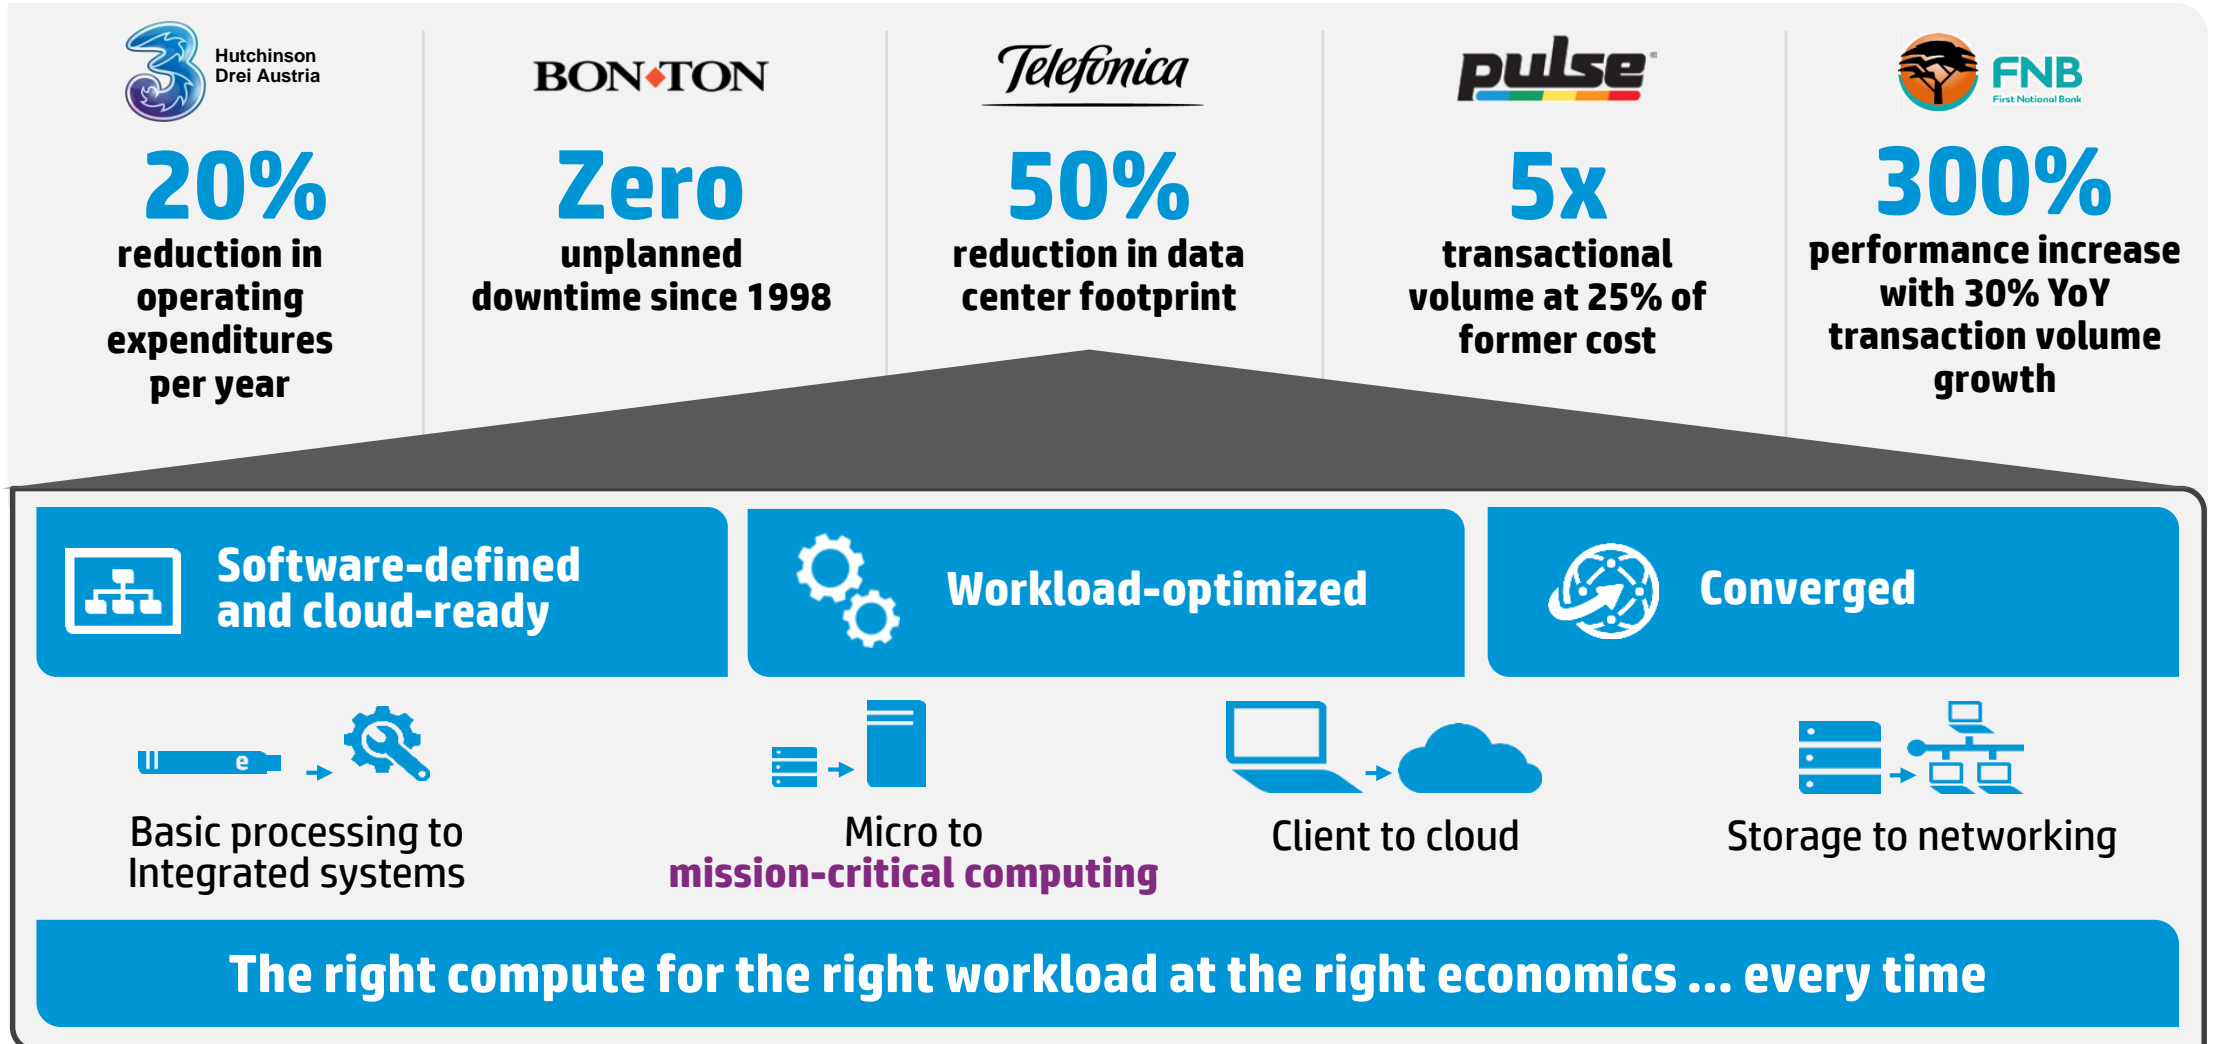 Hutchinson
Drei Austria
20%
reduction in
operating
expenditures
per year
BON TON
Zero
unplanned
downtime since 1998
Telefónica
50%
reduction in data
center footprint
pulse
5x
transactional
volume at 25% of
former cost
FNB
First National Bank
300%
performance increase
with 30% YoY
transaction volume
growth
Software-defined
and cloud-ready
Workload-optimized
Converged
e
Basic processing to
Integrated systems
Micro to
mission-critical computing
Client to cloud
Storage to networking
The right compute for the right workload at the right economics ... every time